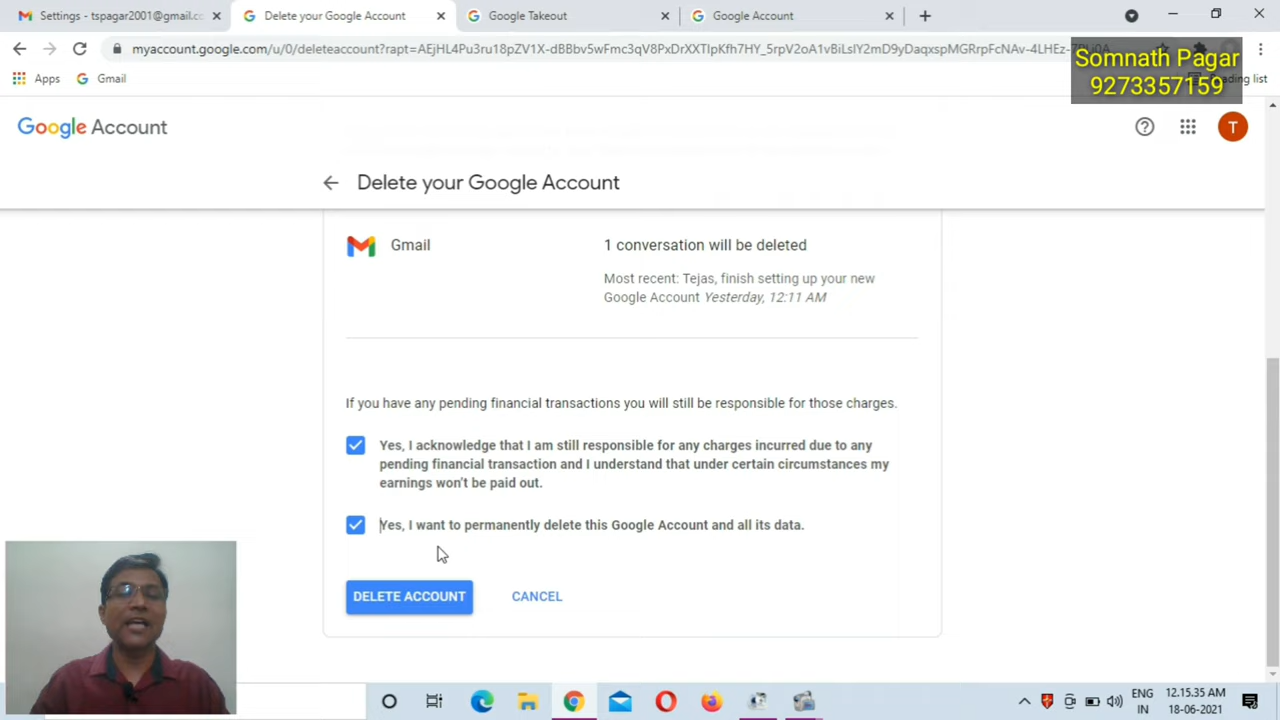 Settings - tspagar2001@gmail.co
Delete your Google Account
Google Takeout
Google Account
Apps
Gmail
Somnath Pagar
9273357159
ding list
Google Account
T
Delete your Google Account
Gmail
1 conversation will be deleted
Most recent: Tejas, finish setting up your new
Google Account Yesterday, 12:11 AM
If you have any pending financial transactions you will still be responsible for those charges.
Yes, I acknowledge that I am still responsible for any charges incurred due to any
pending financial transaction and I understand that under certain circumstances my
earnings won't be paid out.
Yes, I want to permanently delete this Google Account and all its data.
DELETE ACCOUNT
CANCEL
ENG
IN
12.15.35 AM
18-06-2021